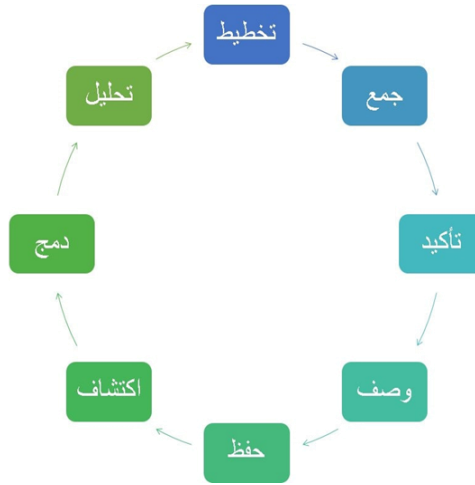 تخطيط
جمع
تأكيد
وصف
حفظ
اكتشاف
دمج
تحليل